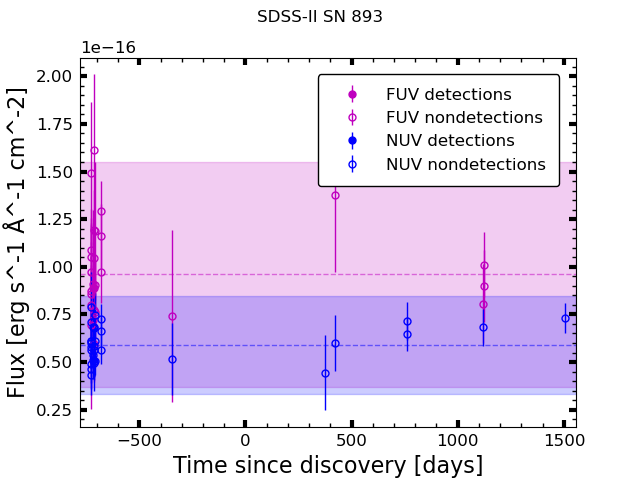 SDSS-II SN 893
1e−16
2.00
1.75
1.50
1.25
1.00
0.75
0.50
0.25
Flux [erg s^-1 Å^-1 cm^-2]
FUV detections
FUV nondetections
NUV detections
NUV nondetections
−500 0 500 1000 1500
Time since discovery [days]